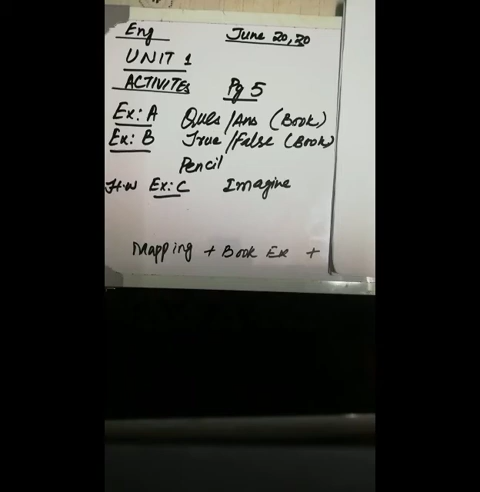 Eng June 20,20
UNIT 1
ACTIVITES Pg 5
Ex: A Ques/Ans (Book)
Ex: B True/False (Book)
Pencil
H.W Ex: C Imagine
Mapping + Book Ex +